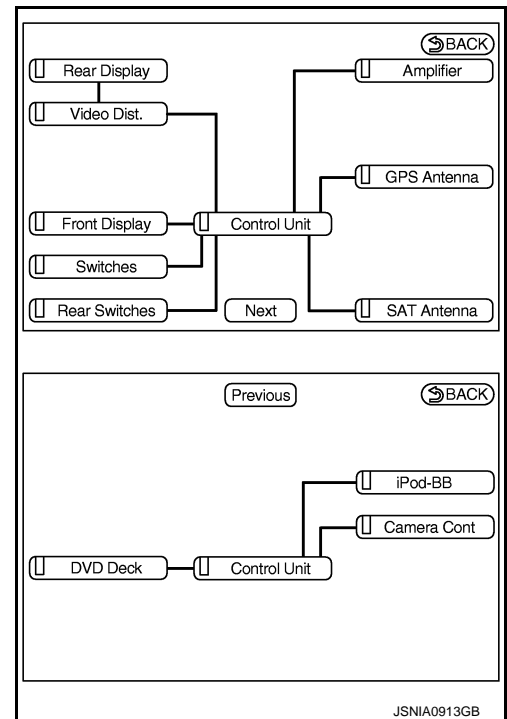 BACK
Rear Display
Amplifier
Video Dist.
GPS Antenna
Front Display
Control Unit
Switches
Rear Switches
Next
SAT Antenna
Previous
BACK
iPod-BB
Camera Cont
DVD Deck
Control Unit
JSNIA0913GB